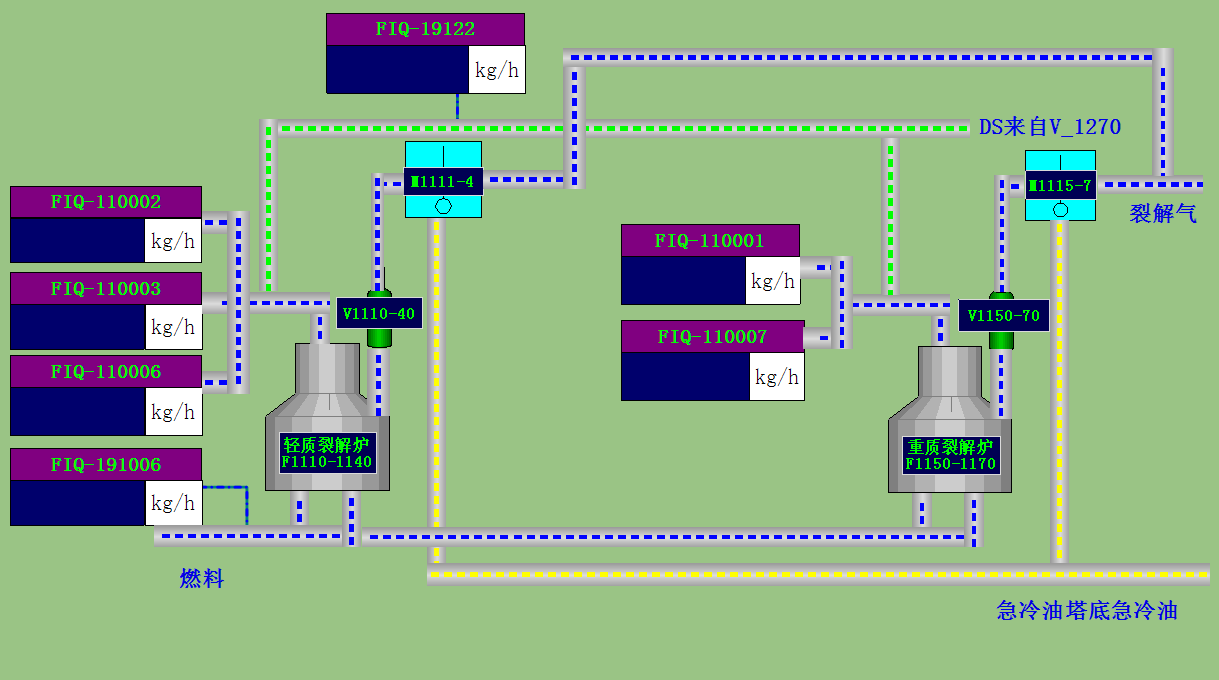 FIQ-19122
kg/h
DS来自V_1270
M1111-4
M1115-7
裂解气
FIQ-110002
kg/h
FIQ-110001
kg/h
FIQ-110003
kg/h
V1110-40
V1150-70
FIQ-110007
kg/h
FIQ-110006
kg/h
轻质裂解炉
F1110-1140
重质裂解炉
F1150-1170
FIQ-191006
kg/h
燃料
急冷油塔底急冷油